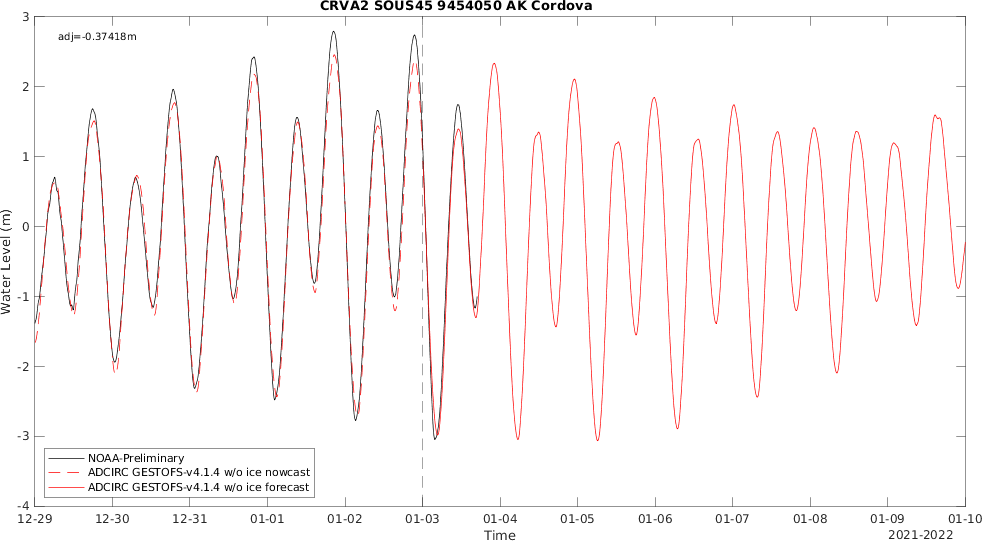 CRVA2 SOUS45 9454050 AK Cordova
adj=-0.37418m
3
2
1
0
-1
-2
-3
-4
Water Level (m)
NOAA-Preliminary
ADCIRC GESTOFS-v4.1.4 w/o ice nowcast
ADCIRC GESTOFS-v4.1.4 w/o ice forecast
12-29 12-30 12-31 01-01 01-02 01-03 01-04 01-05 01-06 01-07 01-08 01-09 01-10
Time
2021-2022